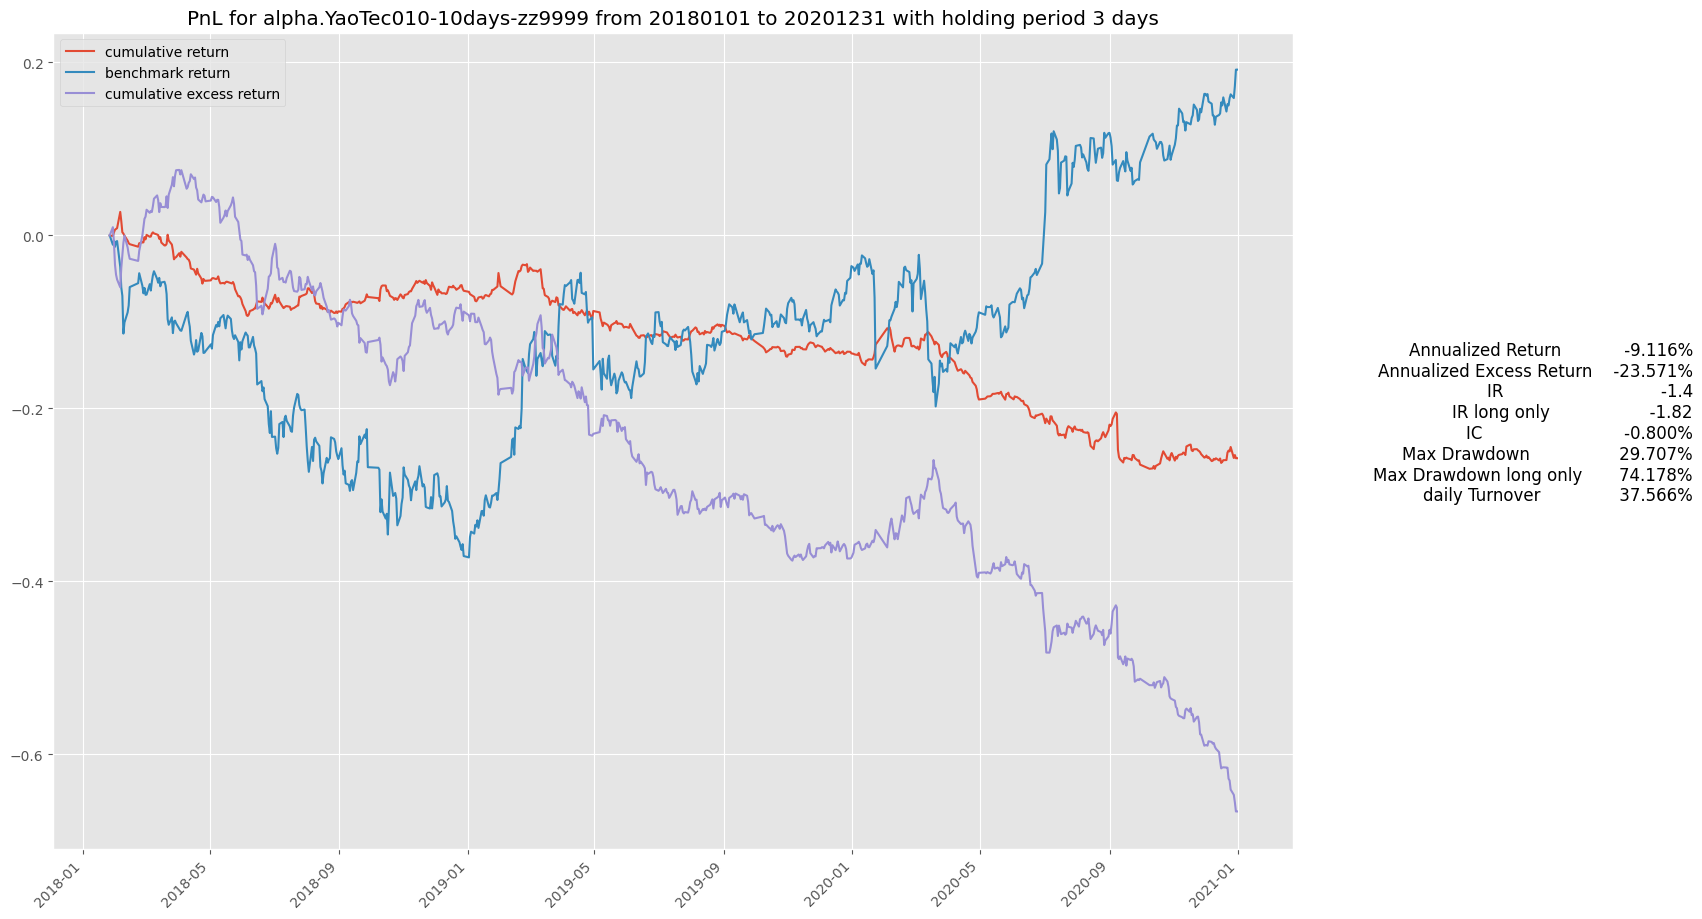 PnL for alpha.YaoTec010-10days-zz9999 from 20180101 to 20201231 with holding period 3 days
cumulative return
benchmark return
cumulative excess return
0.2
0.0
−0.2
−0.4
−0.6
2018-01
2018-05
2018-09
2019-01
2019-05
2019-09
2020-01
2020-05
2020-09
2021-01
Annualized Return -9.116%
Annualized Excess Return -23.571%
IR -1.4
IR long only -1.82
IC -0.800%
Max Drawdown 29.707%
Max Drawdown long only 74.178%
daily Turnover 37.566%